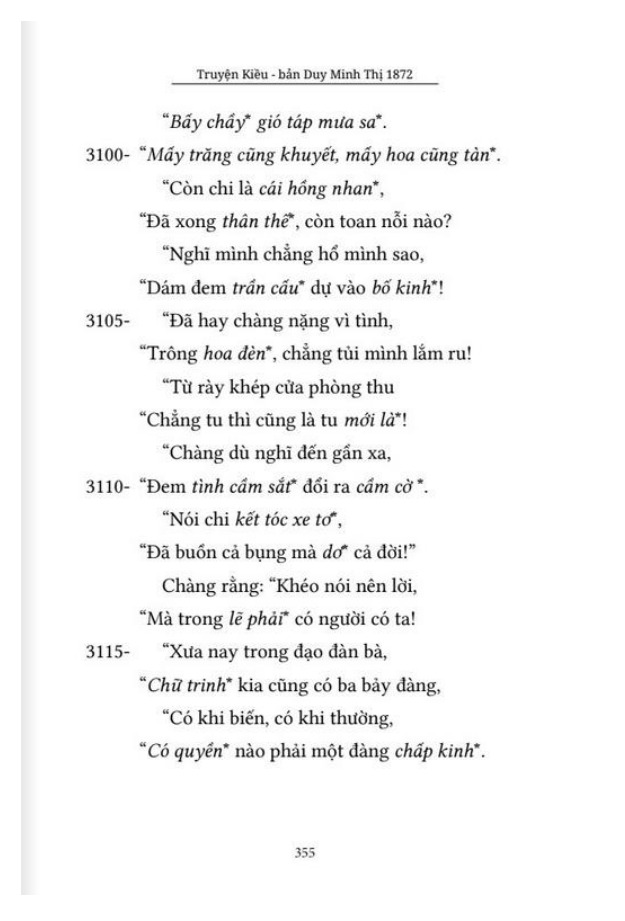 Truyện Kiều - bản Duy Minh Thị 1872
“Bấy chầy* gió táp mưa sa*.
3100- “Mấy trăng cũng khuyết, mấy hoa cũng tàn*.
“Còn chi là cái hồng nhan*,
“Đã xong thân thế*, còn toan nỗi nào?
“Nghĩ mình chẳng hổ mình sao,
“Dám đem trần cấu* dự vào bố kinh*!
3105- “Đã hay chàng nặng vì tình,
“Trông hoa đèn*, chẳng tủi mình lắm ru!
“Từ rày khép cửa phòng thu
“Chẳng tu thì cũng là tu mới là*!
“Chàng dù nghĩ đến gần xa,
3110- “Đem tình cầm sắt* đổi ra cầm cờ *.
“Nói chi kết tóc xe tơ*,
“Đã buồn cả bụng mà dơ* cả đời!”
Chàng rằng: “Khéo nói nên lời,
“Mà trong lẽ phải* có người có ta!
3115- “Xưa nay trong đạo đàn bà,
“Chữ trinh* kia cũng có ba bảy đàng,
“Có khi biến, có khi thường,
“Có quyền* nào phải một đàng chấp kinh*.
355